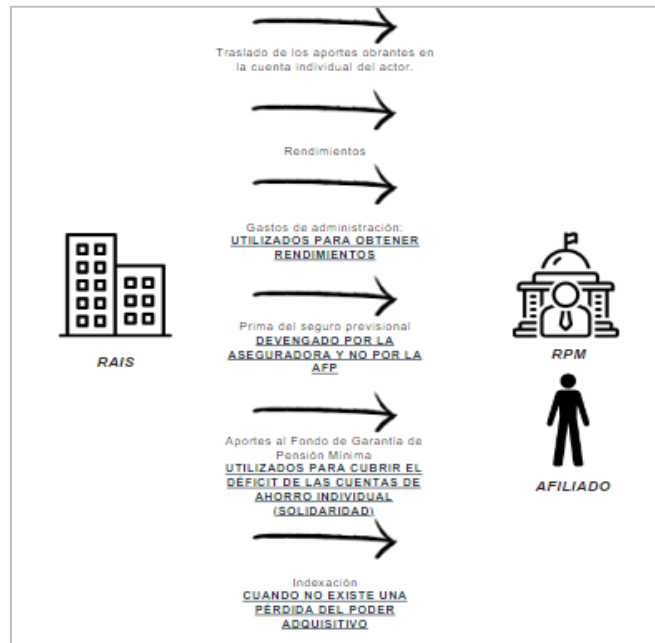 Traslado de los aportes obrantes en
la cuenta individual del actor.
Rendimientos
Gastos de administración:
UTILIZADOS PARA OBTENER
RENDIMIENTOS
RAIS
Prima del seguro previsional
DEVENGADO POR LA
ASEGURADORA Y NO POR LA
AFP
RPM
Aportes al Fondo de Garantía de
Pensión Mínima
UTILIZADOS PARA CUBRIR EL
DÉFICIT DE LAS CUENTAS DE
AHORRO INDIVIDUAL
(SOLIDARIDAD)
AFILIADO
Indexación
CUANDO NO EXISTE UNA
PÉRDIDA DEL PODER
ADQUISITIVO